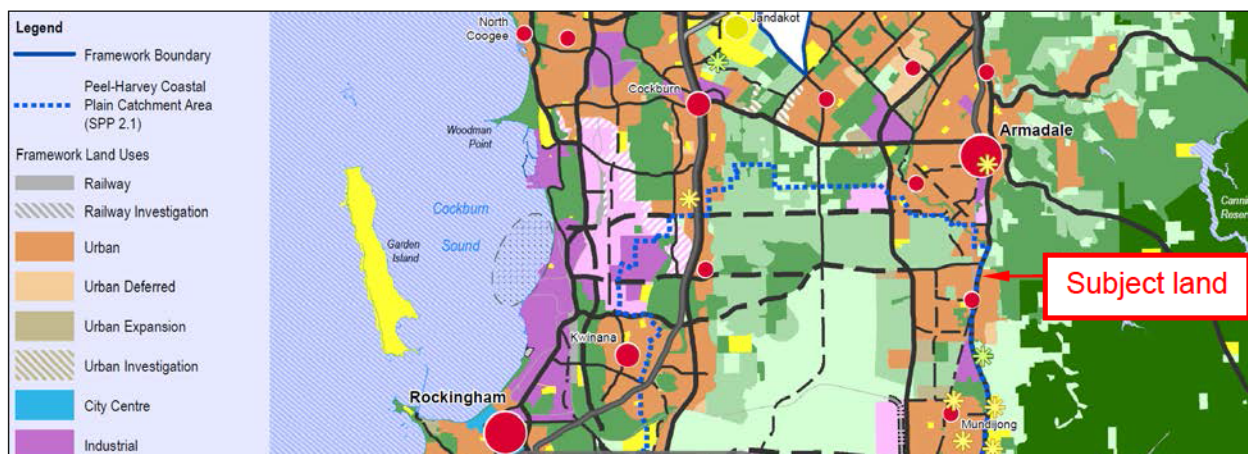 Legend
Framework Boundary
Peel-Harvey Coastal
Plain Catchment Area
(SPP 2.1)
Framework Land Uses
Railway
Railway Investigation
Urban
Urban Deferred
Urban Expansion
Urban Investigation
City Centre
Industrial
North
Coogee
Jandakot
Cockburn
Woodman
Point
Armadale
Cockburn
Sound
Garden
Island
Subject land
Kwinana
Rockingham
Mundijong
Reser